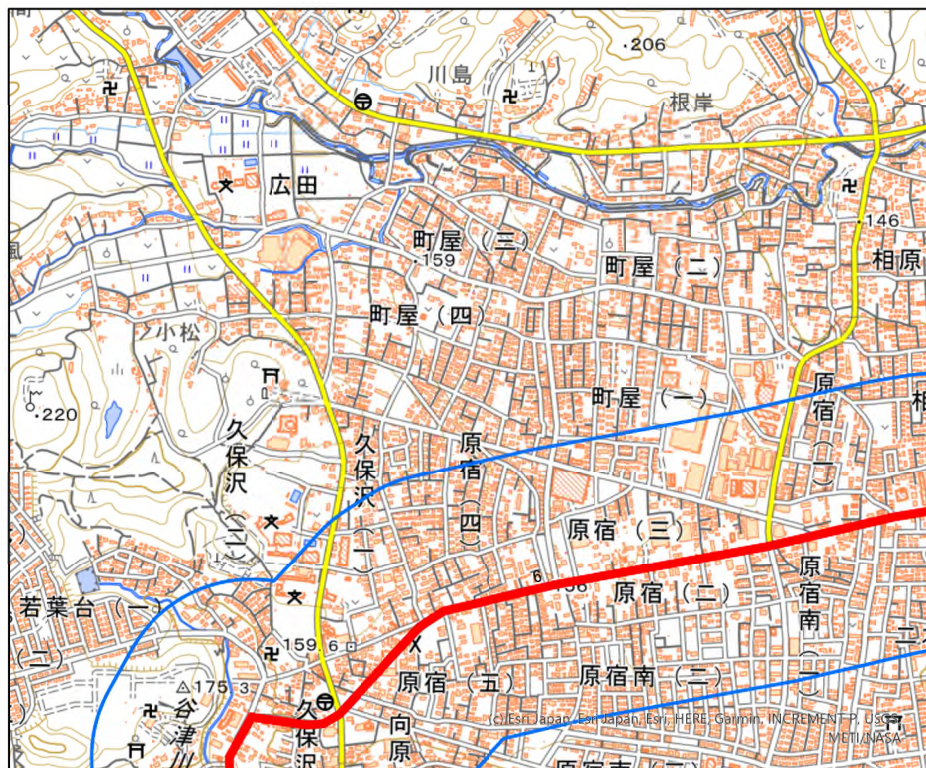 ・206
川島
根岸
広田
・146
町屋（三）
・159
相原
町屋（二）
町屋（四）
小松
原宿（一）
町屋（一）
・220
久保沢（二）
久保沢（一）
原宿（四）
原宿（三）
6
原宿（二）
原宿南（一）
若葉台（一）
159.6
（二）
原宿南（二）
175.3
原宿（五）
谷津川
久保沢
向原
(c) Esri Japan, Esri Japan, Esri, HERE, Garmin, INCREMENT P, USGS,
METI/NASA